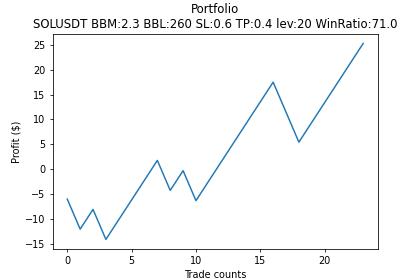 Portfolio
SOLUSDT BBM:2.3 BBL:260 SL:0.6 TP:0.4 lev:20 WinRatio:71.0
25
20
15
10
5
0
−5
−10
−15
Profit ($)
0 5 10 15 20
Trade counts